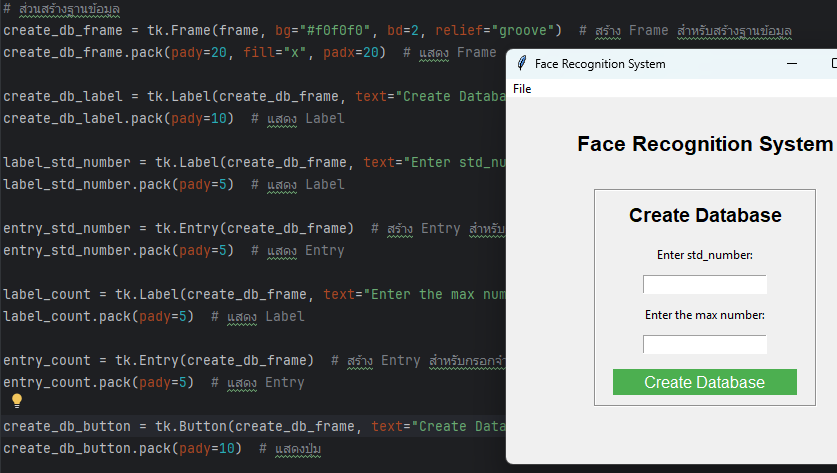 # ส่วนสร้างฐานข้อมูล
create_db_frame = tk.Frame(frame, bg="#f0f0f0", bd=2, relief="groove")  # สร้าง Frame สำหรับสร้างฐานข้อมูล
create_db_frame.pack(pady=20, fill="x", padx=20)  # แสดง Frame
create_db_label = tk.Label(create_db_frame, text="Create Databa
create_db_label.pack(pady=10)  # แสดง Label
label_std_number = tk.Label(create_db_frame, text="Enter std_nu
label_std_number.pack(pady=5)  # แสดง Label
entry_std_number = tk.Entry(create_db_frame)  # สร้าง Entry สำหรับ
entry_std_number.pack(pady=5)  # แสดง Entry
label_count = tk.Label(create_db_frame, text="Enter the max num
label_count.pack(pady=5)  # แสดง Label
entry_count = tk.Entry(create_db_frame)  # สร้าง Entry สำหรับกรอกจำ
entry_count.pack(pady=5)  # แสดง Entry
create_db_button = tk.Button(create_db_frame, text="Create Data
create_db_button.pack(pady=10)  # แสดงปุ่ม
Face Recognition System
File
Face Recognition System
Create Database
Enter std_number:
Enter the max number:
Create Database